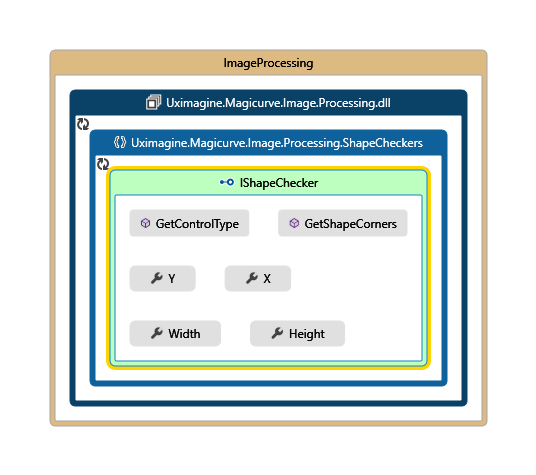 ImageProcessing
Uximagine.Magicurve.Image.Processing.dll
Uximagine.Magicurve.Image.Processing.ShapeCheckers
IShapeChecker
GetControlType GetShapeCorners
Y X
Width Height